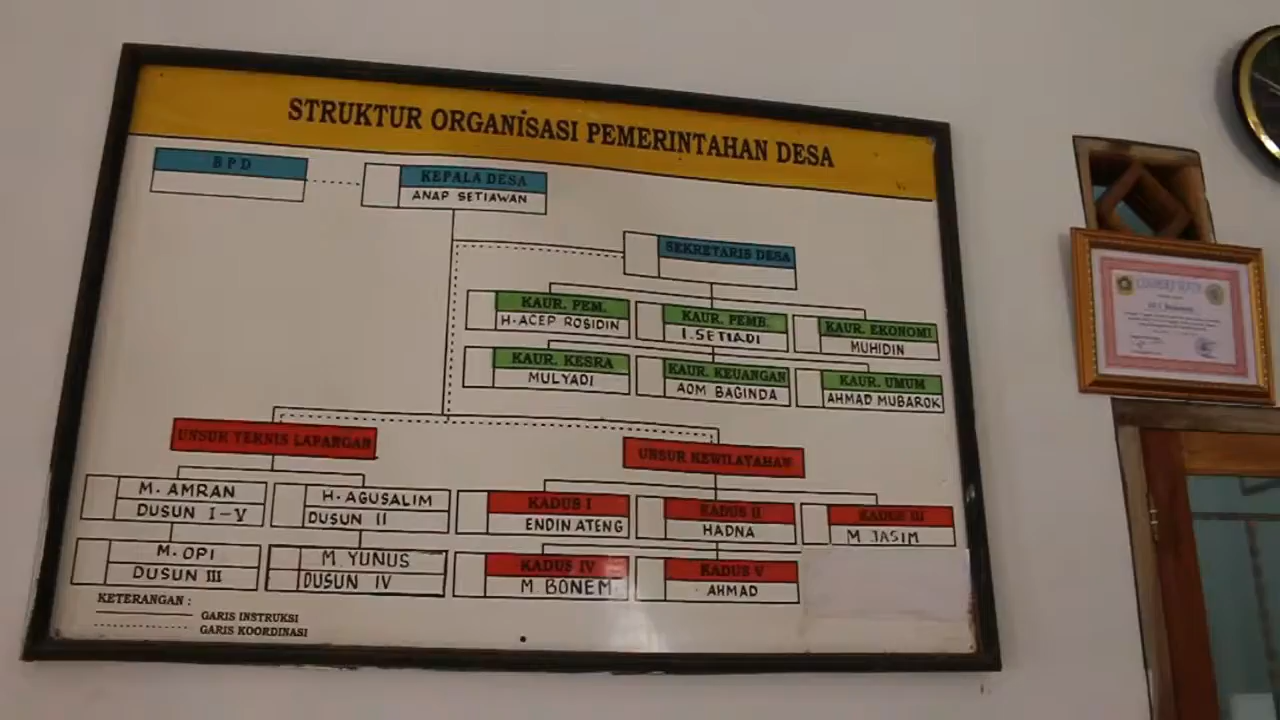 STRUKTUR ORGANISASI PEMERINTAHAN DESA
B P D
KEPALA DESA
ANAP SETIAWAN
SEKRETARIS DESA
KAUR. PEM.
H. ACEP ROSIDIN
KAUR. PEMB.
I. SETIADI
KAUR. EKONOMI
MUHIDIN
KAUR. KESRA
MULYADI
KAUR. KEUANGAN
AOM BAGINDA
KAUR. UMUM
AHMAD MUBAROK
UNSUR TEKNIS LAPANGAN
UNSUR KEWILAYAHAN
M. AMRAN
DUSUN I-V
H. AGUSALIM
DUSUN II
KADUS I
ENDIN ATENG
KADUS II
HADNA
KADUS III
M. JASIM
M. OPI
DUSUN III
M. YUNUS
DUSUN IV
KADUS IV
M. BONEM
KADUS V
AHMAD
KETERANGAN :
GARIS INSTRUKSI
GARIS KOORDINASI